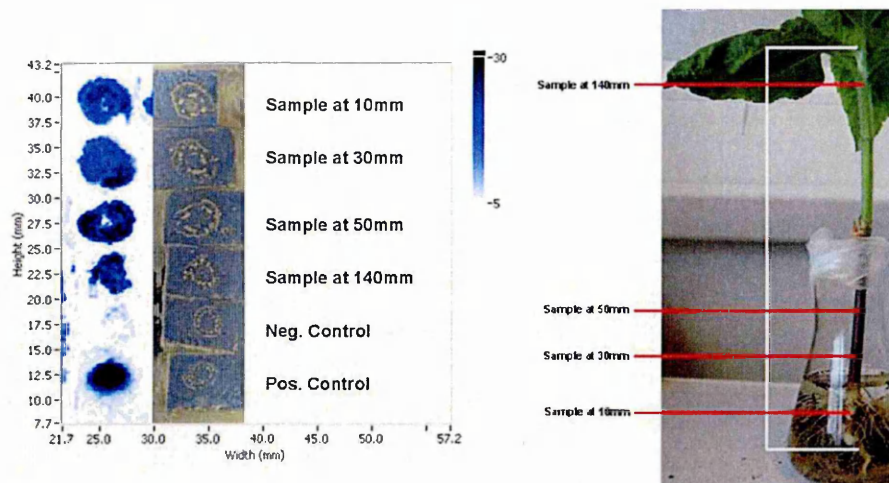 43.2
40.0
37.5
35.0
32.5
30.0
27.5
25.0
22.5
20.0
17.5
15.0
12.5
10.0
7.7
Height (mm)
21.7 25.0 30.0 35.0 40.0 45.0 50.0 57.2
Width (mm)
Sample at 10mm
Sample at 30mm
Sample at 50mm
Sample at 140mm
Neg. Control
Pos. Control
-30
-5
Sample at 140mm
Sample at 50mm
Sample at 30mm
Sample at 10mm